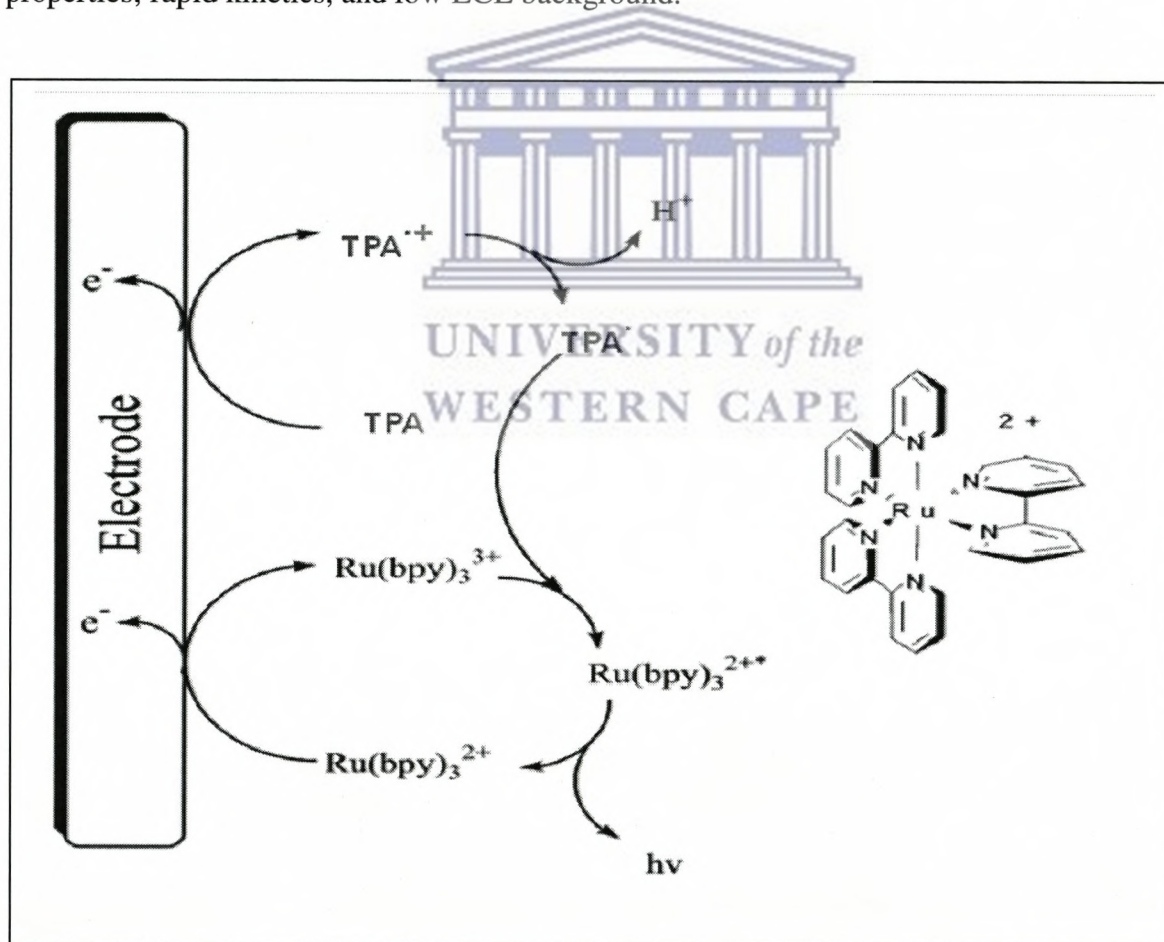 properties, rapid kinetics, and low ECL background.
H⁺
TPA·⁺
e⁻
UNIVERSITY of the
TPA·
WESTERN CAPE
TPA
2 +
N
N
N
Ru
N
N
N
Electrode
Ru(bpy)₃³⁺
e⁻
Ru(bpy)₃²⁺*
Ru(bpy)₃²⁺
hν